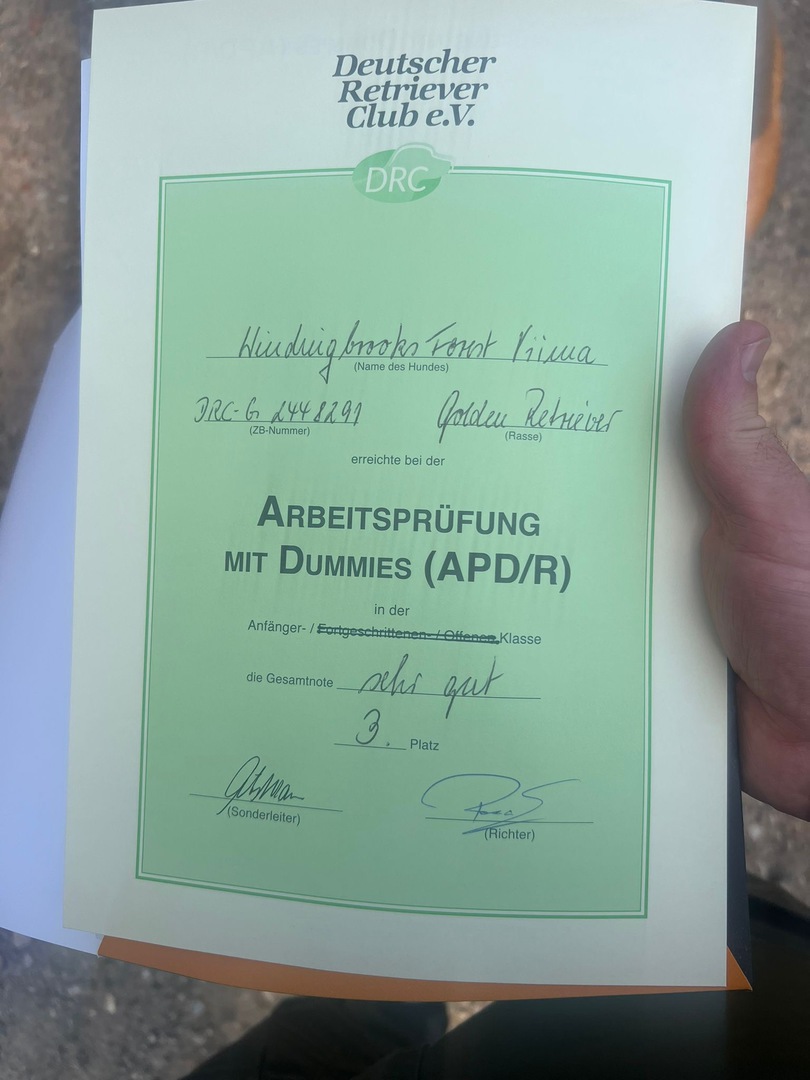 Deutscher
Retriever
Club e.V.
DRC
Windingbrooks Forest
(Name des Hundes)
DRC-G 2448291 Golden Retriever
(ZB-Nummer) (Rasse)
erreichte bei der
ARBEITSPRÜFUNG
MIT DUMMIES (APD/R)
in der
Anfänger- / Fortgeschrittenen- / Offenen Klasse
die Gesamtnote sehr gut
3. Platz
(Sonderleiter) (Richter)